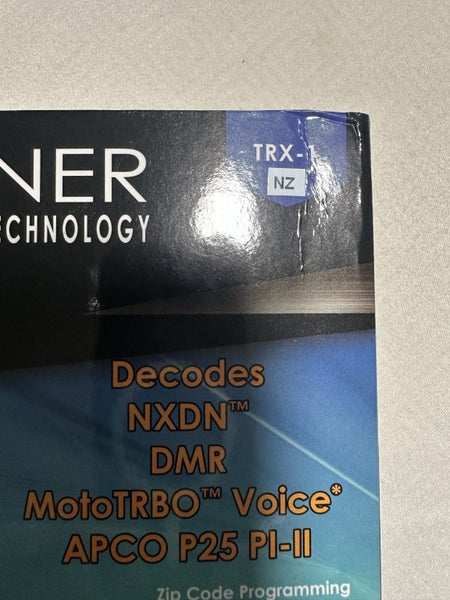 NER
TRX-1
NZ
ECHNOLOGY
Decodes
NXDN™
DMR
MotoTRBO™ Voice*
APCO P25 PI-II
Zip Code Programming